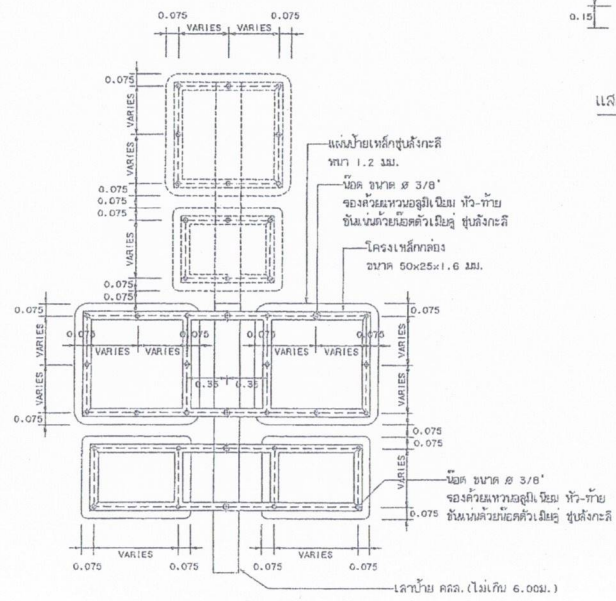 0.075
0.075
VARIES
VARIES
0.15
0.075
VARIES
VARIES
0.075
0.075
0.075
VARIES
0.075
0.075
แผ่นป้ายเหล็กชุบสังกะสี
หนา 1.2 มม.
น๊อต ขนาด ø 3/8"
รองด้วยแหวนอลูมิเนียม หัว-ท้าย
ขันแน่นด้วยน๊อตตัวเมียคู่ ชุบสังกะสี
โครงเหล็กกล่อง
ขนาด 50x25x1.6 มม.
แส
0.075
0.075
0.075
0.075
0.075
0.075
VARIES
VARIES
VARIES
VARIES
VARIES
VARIES
VARIES
VARIES
0.35
0.35
0.075
0.075
0.075
0.075
VARIES
0.075
น๊อต ขนาด ø 3/8"
รองด้วยแหวนอลูมิเนียม หัว-ท้าย
ขันแน่นด้วยน๊อตตัวเมียคู่ ชุบสังกะสี
VARIES
VARIES
0.075
0.075
0.075
0.075
เสาป้าย คสล.(ไม่เกิน 6.00ม.)